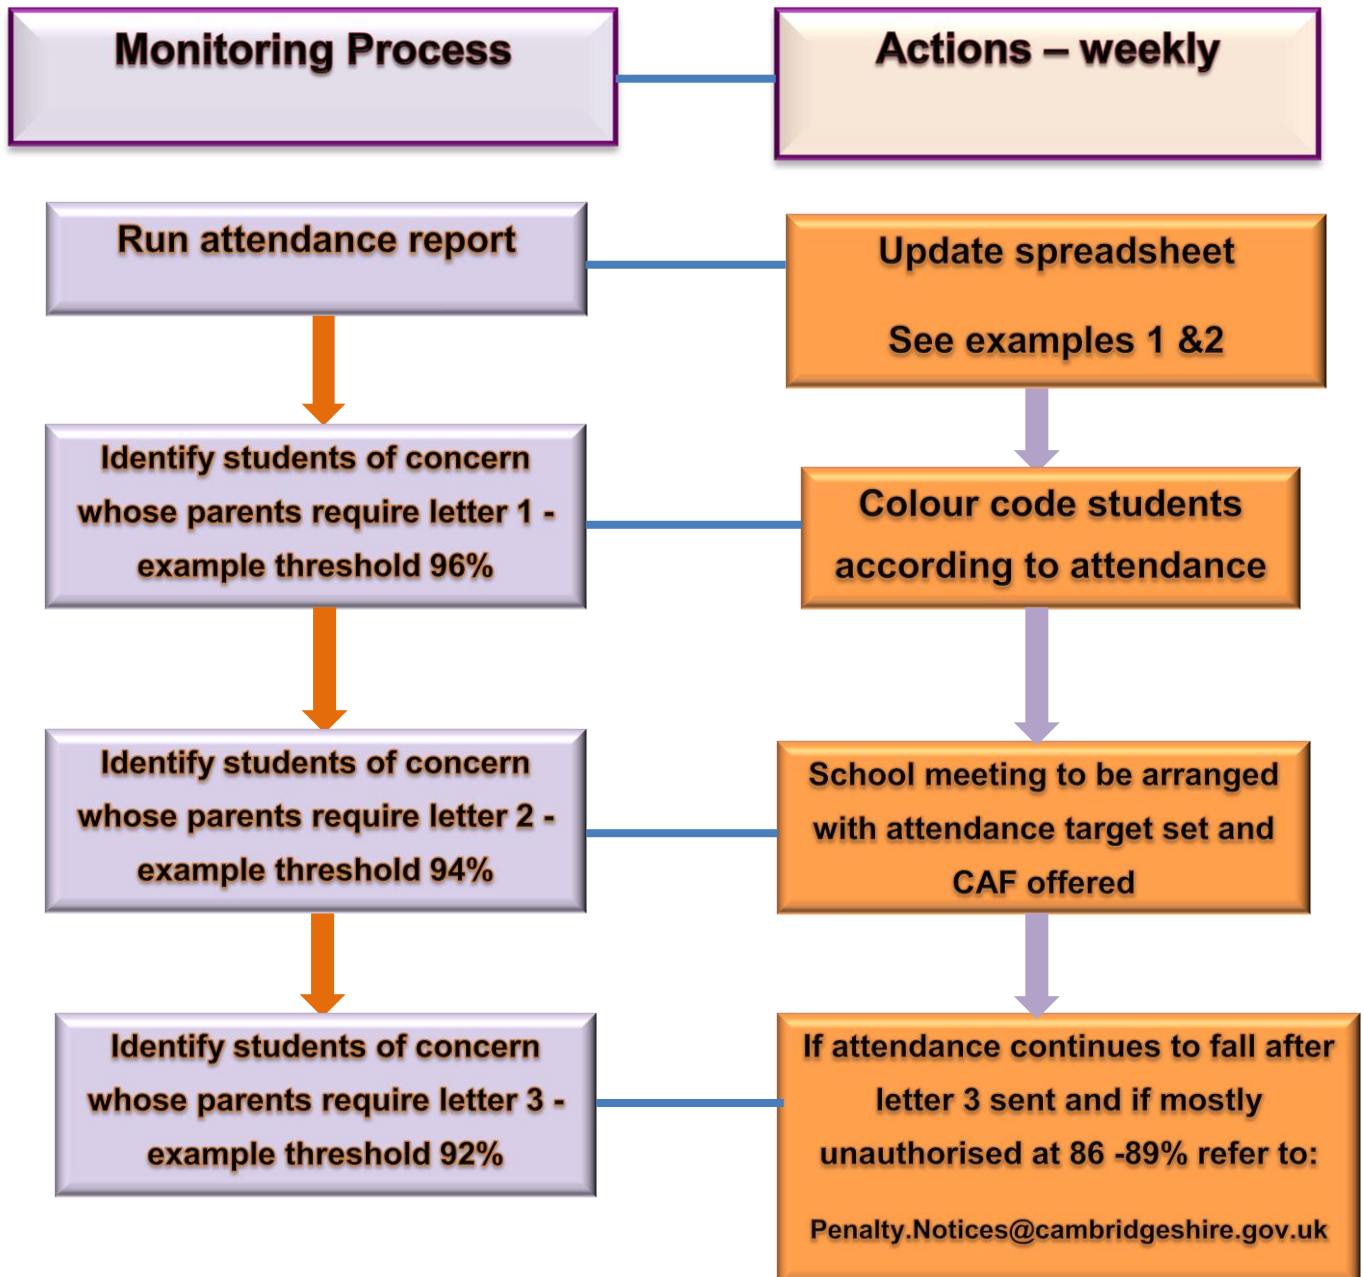 Monitoring Process
Actions – weekly
Run attendance report
Update spreadsheet
See examples 1 &2
Identify students of concern
whose parents require letter 1 -
example threshold 96%
Colour code students
according to attendance
Identify students of concern
whose parents require letter 2 -
example threshold 94%
School meeting to be arranged
with attendance target set and
CAF offered
Identify students of concern
whose parents require letter 3 -
example threshold 92%
If attendance continues to fall after
letter 3 sent and if mostly
unauthorised at 86 -89% refer to:
Penalty.Notices@cambridgeshire.gov.uk